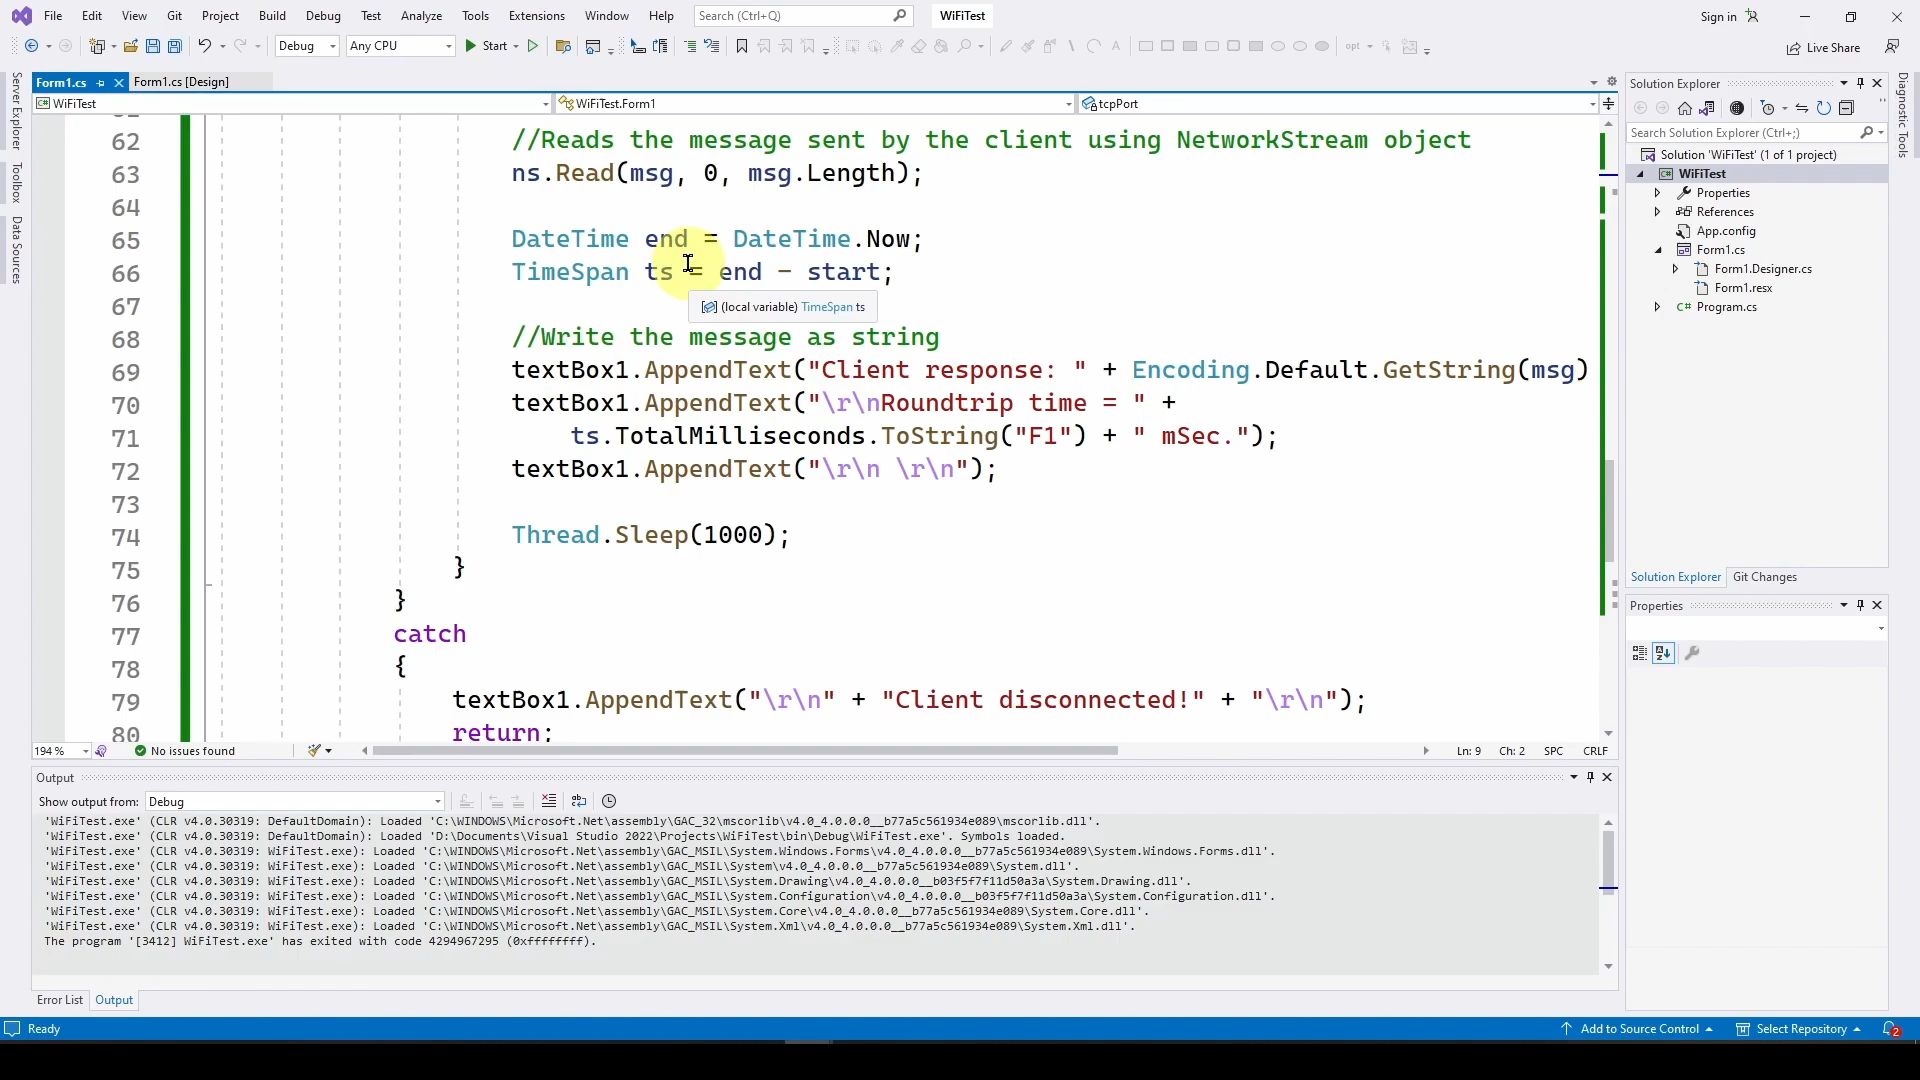 File Edit View Git Project Build Debug Test Analyze Tools Extensions Window Help Search (Ctrl+Q) WiFiTest Sign in
Debug Any CPU Start Live Share
Server Explorer
Toolbox
Data Sources
Form1.cs Form1.cs [Design]
WiFiTest WiFiTest.Form1 tcpPort
62 //Reads the message sent by the client using NetworkStream object
63 ns.Read(msg, 0, msg.Length);
64
65 DateTime end = DateTime.Now;
66 TimeSpan ts = end - start;
67 (local variable) TimeSpan ts
68 //Write the message as string
69 textBox1.AppendText("Client response: " + Encoding.Default.GetString(msg)
70 textBox1.AppendText("\r\nRoundtrip time = " +
71 ts.TotalMilliseconds.ToString("F1") + " mSec.");
72 textBox1.AppendText("\r\n \r\n");
73
74 Thread.Sleep(1000);
75 }
76 }
77 catch
78 {
79 textBox1.AppendText("\r\n" + "Client disconnected!" + "\r\n");
80 return;
194 % No issues found Ln: 9 Ch: 2 SPC CRLF
Output
Show output from: Debug
'WiFiTest.exe' (CLR v4.0.30319: DefaultDomain): Loaded 'C:\WINDOWS\Microsoft.Net\assembly\GAC_32\mscorlib\v4.0_4.0.0.0__b77a5c561934e089\mscorlib.dll'.
'WiFiTest.exe' (CLR v4.0.30319: DefaultDomain): Loaded 'D:\Documents\Visual Studio 2022\Projects\WiFiTest\bin\Debug\WiFiTest.exe'. Symbols loaded.
'WiFiTest.exe' (CLR v4.0.30319: WiFiTest.exe): Loaded 'C:\WINDOWS\Microsoft.Net\assembly\GAC_MSIL\System.Windows.Forms\v4.0_4.0.0.0__b77a5c561934e089\System.Windows.Forms.dll'.
'WiFiTest.exe' (CLR v4.0.30319: WiFiTest.exe): Loaded 'C:\WINDOWS\Microsoft.Net\assembly\GAC_MSIL\System\v4.0_4.0.0.0__b77a5c561934e089\System.dll'.
'WiFiTest.exe' (CLR v4.0.30319: WiFiTest.exe): Loaded 'C:\WINDOWS\Microsoft.Net\assembly\GAC_MSIL\System.Drawing\v4.0_4.0.0.0__b03f5f7f11d50a3a\System.Drawing.dll'.
'WiFiTest.exe' (CLR v4.0.30319: WiFiTest.exe): Loaded 'C:\WINDOWS\Microsoft.Net\assembly\GAC_MSIL\System.Configuration\v4.0_4.0.0.0__b03f5f7f11d50a3a\System.Configuration.dll'.
'WiFiTest.exe' (CLR v4.0.30319: WiFiTest.exe): Loaded 'C:\WINDOWS\Microsoft.Net\assembly\GAC_MSIL\System.Core\v4.0_4.0.0.0__b77a5c561934e089\System.Core.dll'.
'WiFiTest.exe' (CLR v4.0.30319: WiFiTest.exe): Loaded 'C:\WINDOWS\Microsoft.Net\assembly\GAC_MSIL\System.Xml\v4.0_4.0.0.0__b77a5c561934e089\System.Xml.dll'.
The program '[3412] WiFiTest.exe' has exited with code 4294967295 (0xffffffff).
Error List Output
Solution Explorer
Search Solution Explorer (Ctrl+;)
Solution 'WiFiTest' (1 of 1 project)
C# WiFiTest
Properties
References
App.config
Form1.cs
Form1.Designer.cs
Form1.resx
C# Program.cs
Solution Explorer Git Changes
Properties
Diagnostic Tools
Ready Add to Source Control Select Repository 2